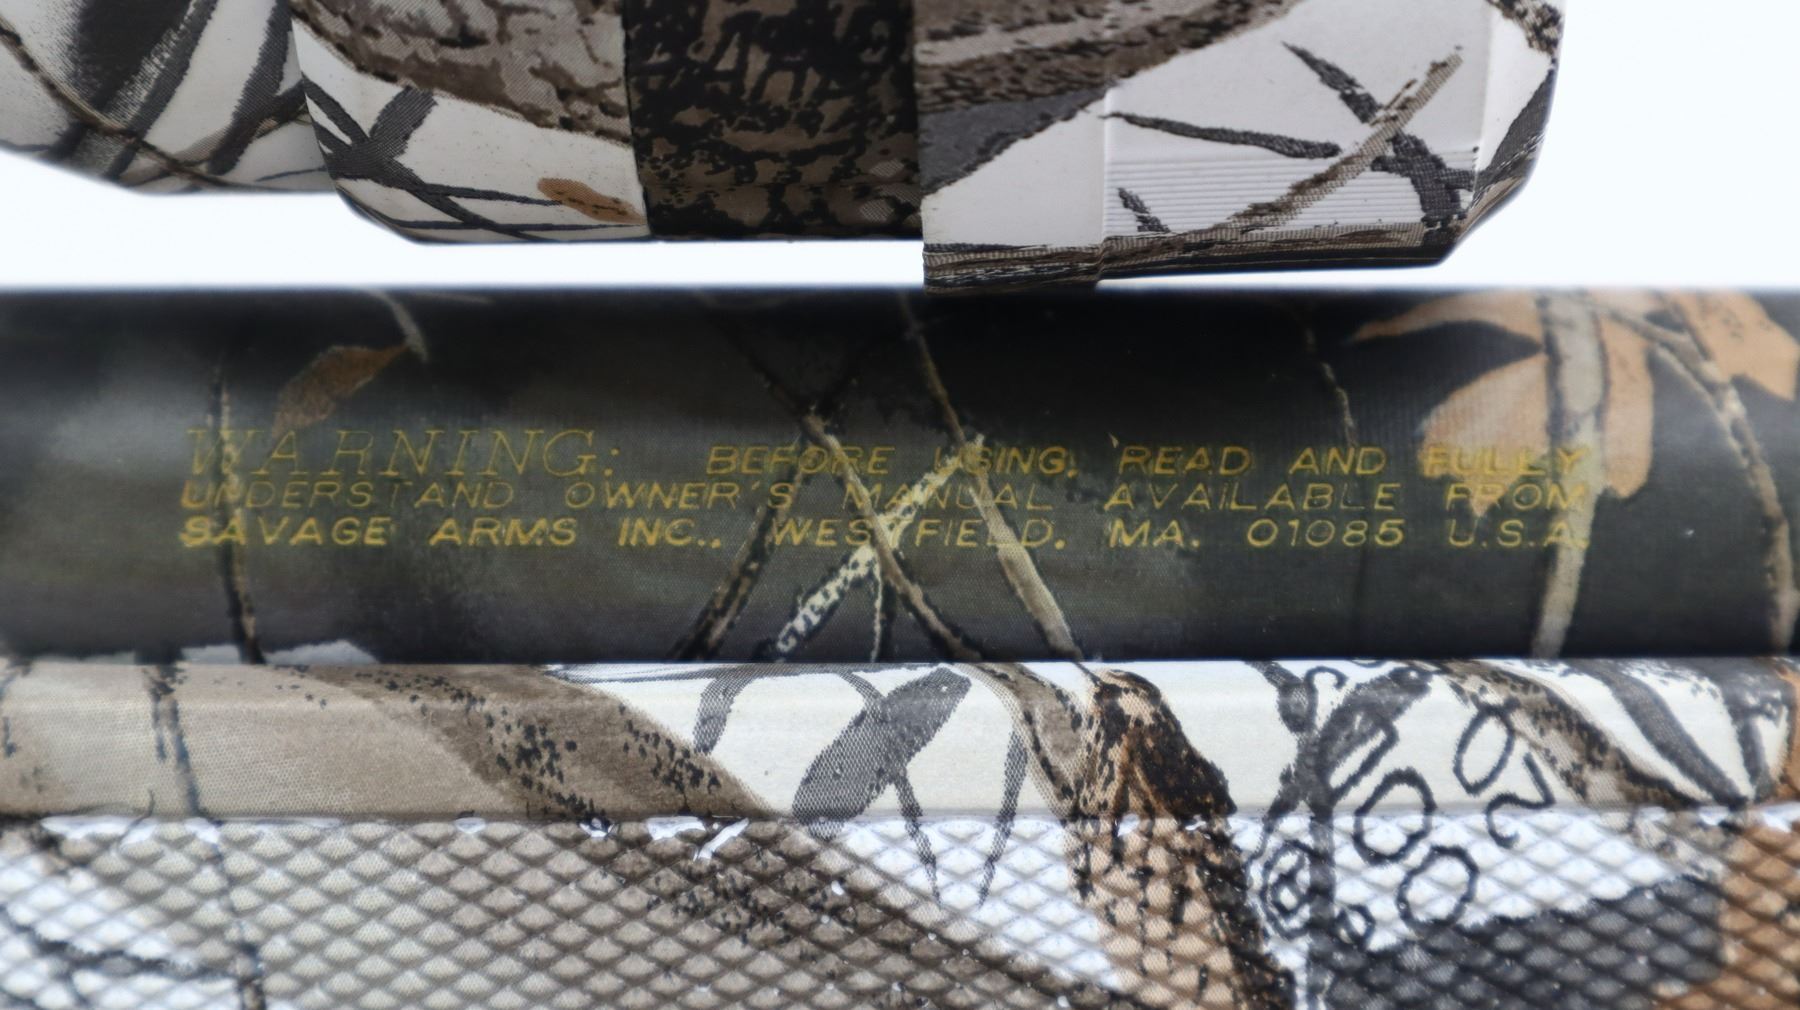 WARNING: BEFORE USING, READ AND FULLY
UNDERSTAND OWNER'S MANUAL AVAILABLE FROM
SAVAGE ARMS INC., WESTFIELD, MA. 01085 U.S.A.